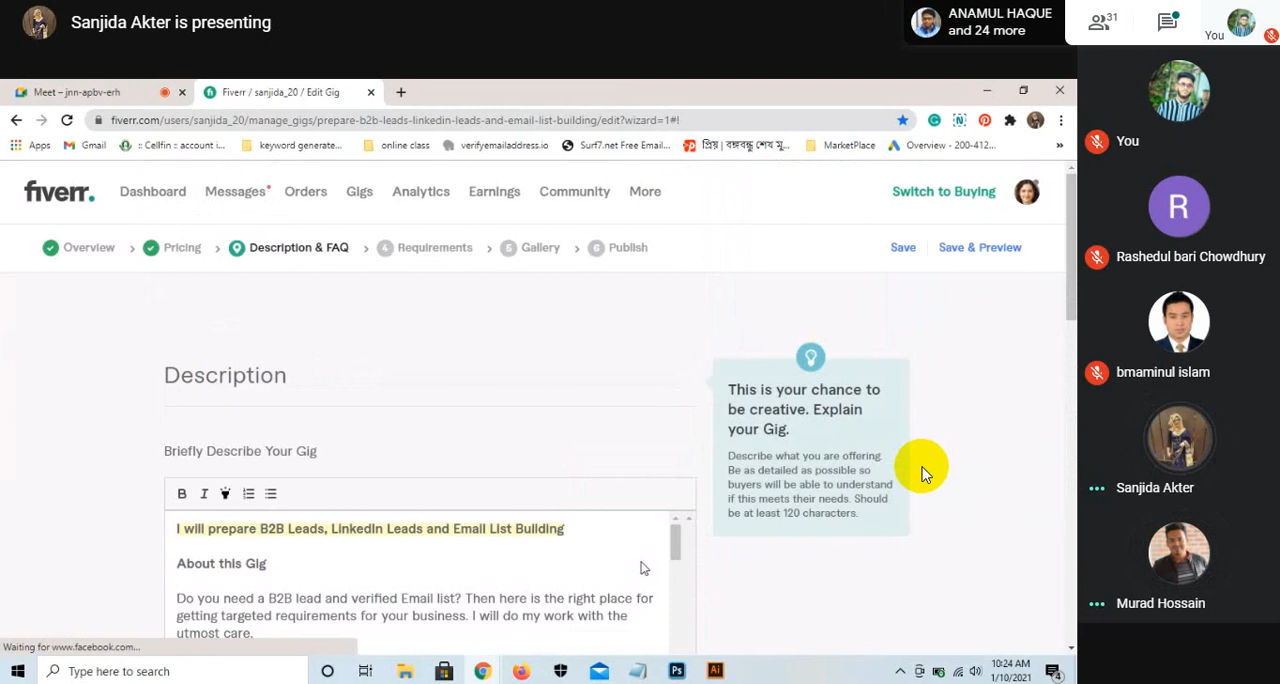 Sanjida Akter is presenting
ANAMUL HAQUE
and 24 more
31
You
Meet – jnn-apbv-erh
Fiverr / sanjida_20 / Edit Gig
fiverr.com/users/sanjida_20/manage_gigs/prepare-b2b-leads-linkedin-leads-and-email-list-building/edit?wizard=1#!
Apps
Gmail
:: Cellfin :: account i...
keyword generate...
online class
verifyemailaddress.io
Surf7.net Free Email...
প্রিয় | বঙ্গবন্ধু শেখ মু...
MarketPlace
Overview - 200-412...
»
fiverr.
Dashboard
Messages
Orders
Gigs
Analytics
Earnings
Community
More
Switch to Buying
Overview
Pricing
Description & FAQ
4 Requirements
5 Gallery
6 Publish
Save
Save & Preview
Description
Briefly Describe Your Gig
B I
I will prepare B2B Leads, LinkedIn Leads and Email List Building
About this Gig
Do you need a B2B lead and verified Email list? Then here is the right place for
getting targeted requirements for your business. I will do my work with the
utmost care.
This is your chance to
be creative. Explain
your Gig.
Describe what you are offering.
Be as detailed as possible so
buyers will be able to understand
if this meets their needs. Should
be at least 120 characters.
You
R
Rashedul bari Chowdhury
bmaminul islam
Sanjida Akter
Murad Hossain
Waiting for www.facebook.com...
Type here to search
Ps
Ai
10:24 AM
1/10/2021
4